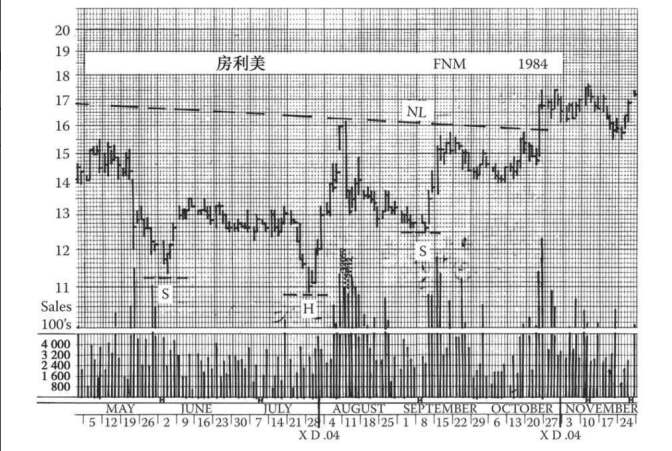 20
19
房利美 FNM 1984
18
17
NL
16
15
14
13
12
S
11
S
H
Sales
100's
4 000
3 200
2 400
1 600
800
MAY JUNE JULY AUGUST SEPTEMBER OCTOBER NOVEMBER
5 12 19 26 2 9 16 23 30 7 14 21 28 4 11 18 25 1 8 15 22 29 6 13 20 27 3 10 17 24
X D .04 X D .04